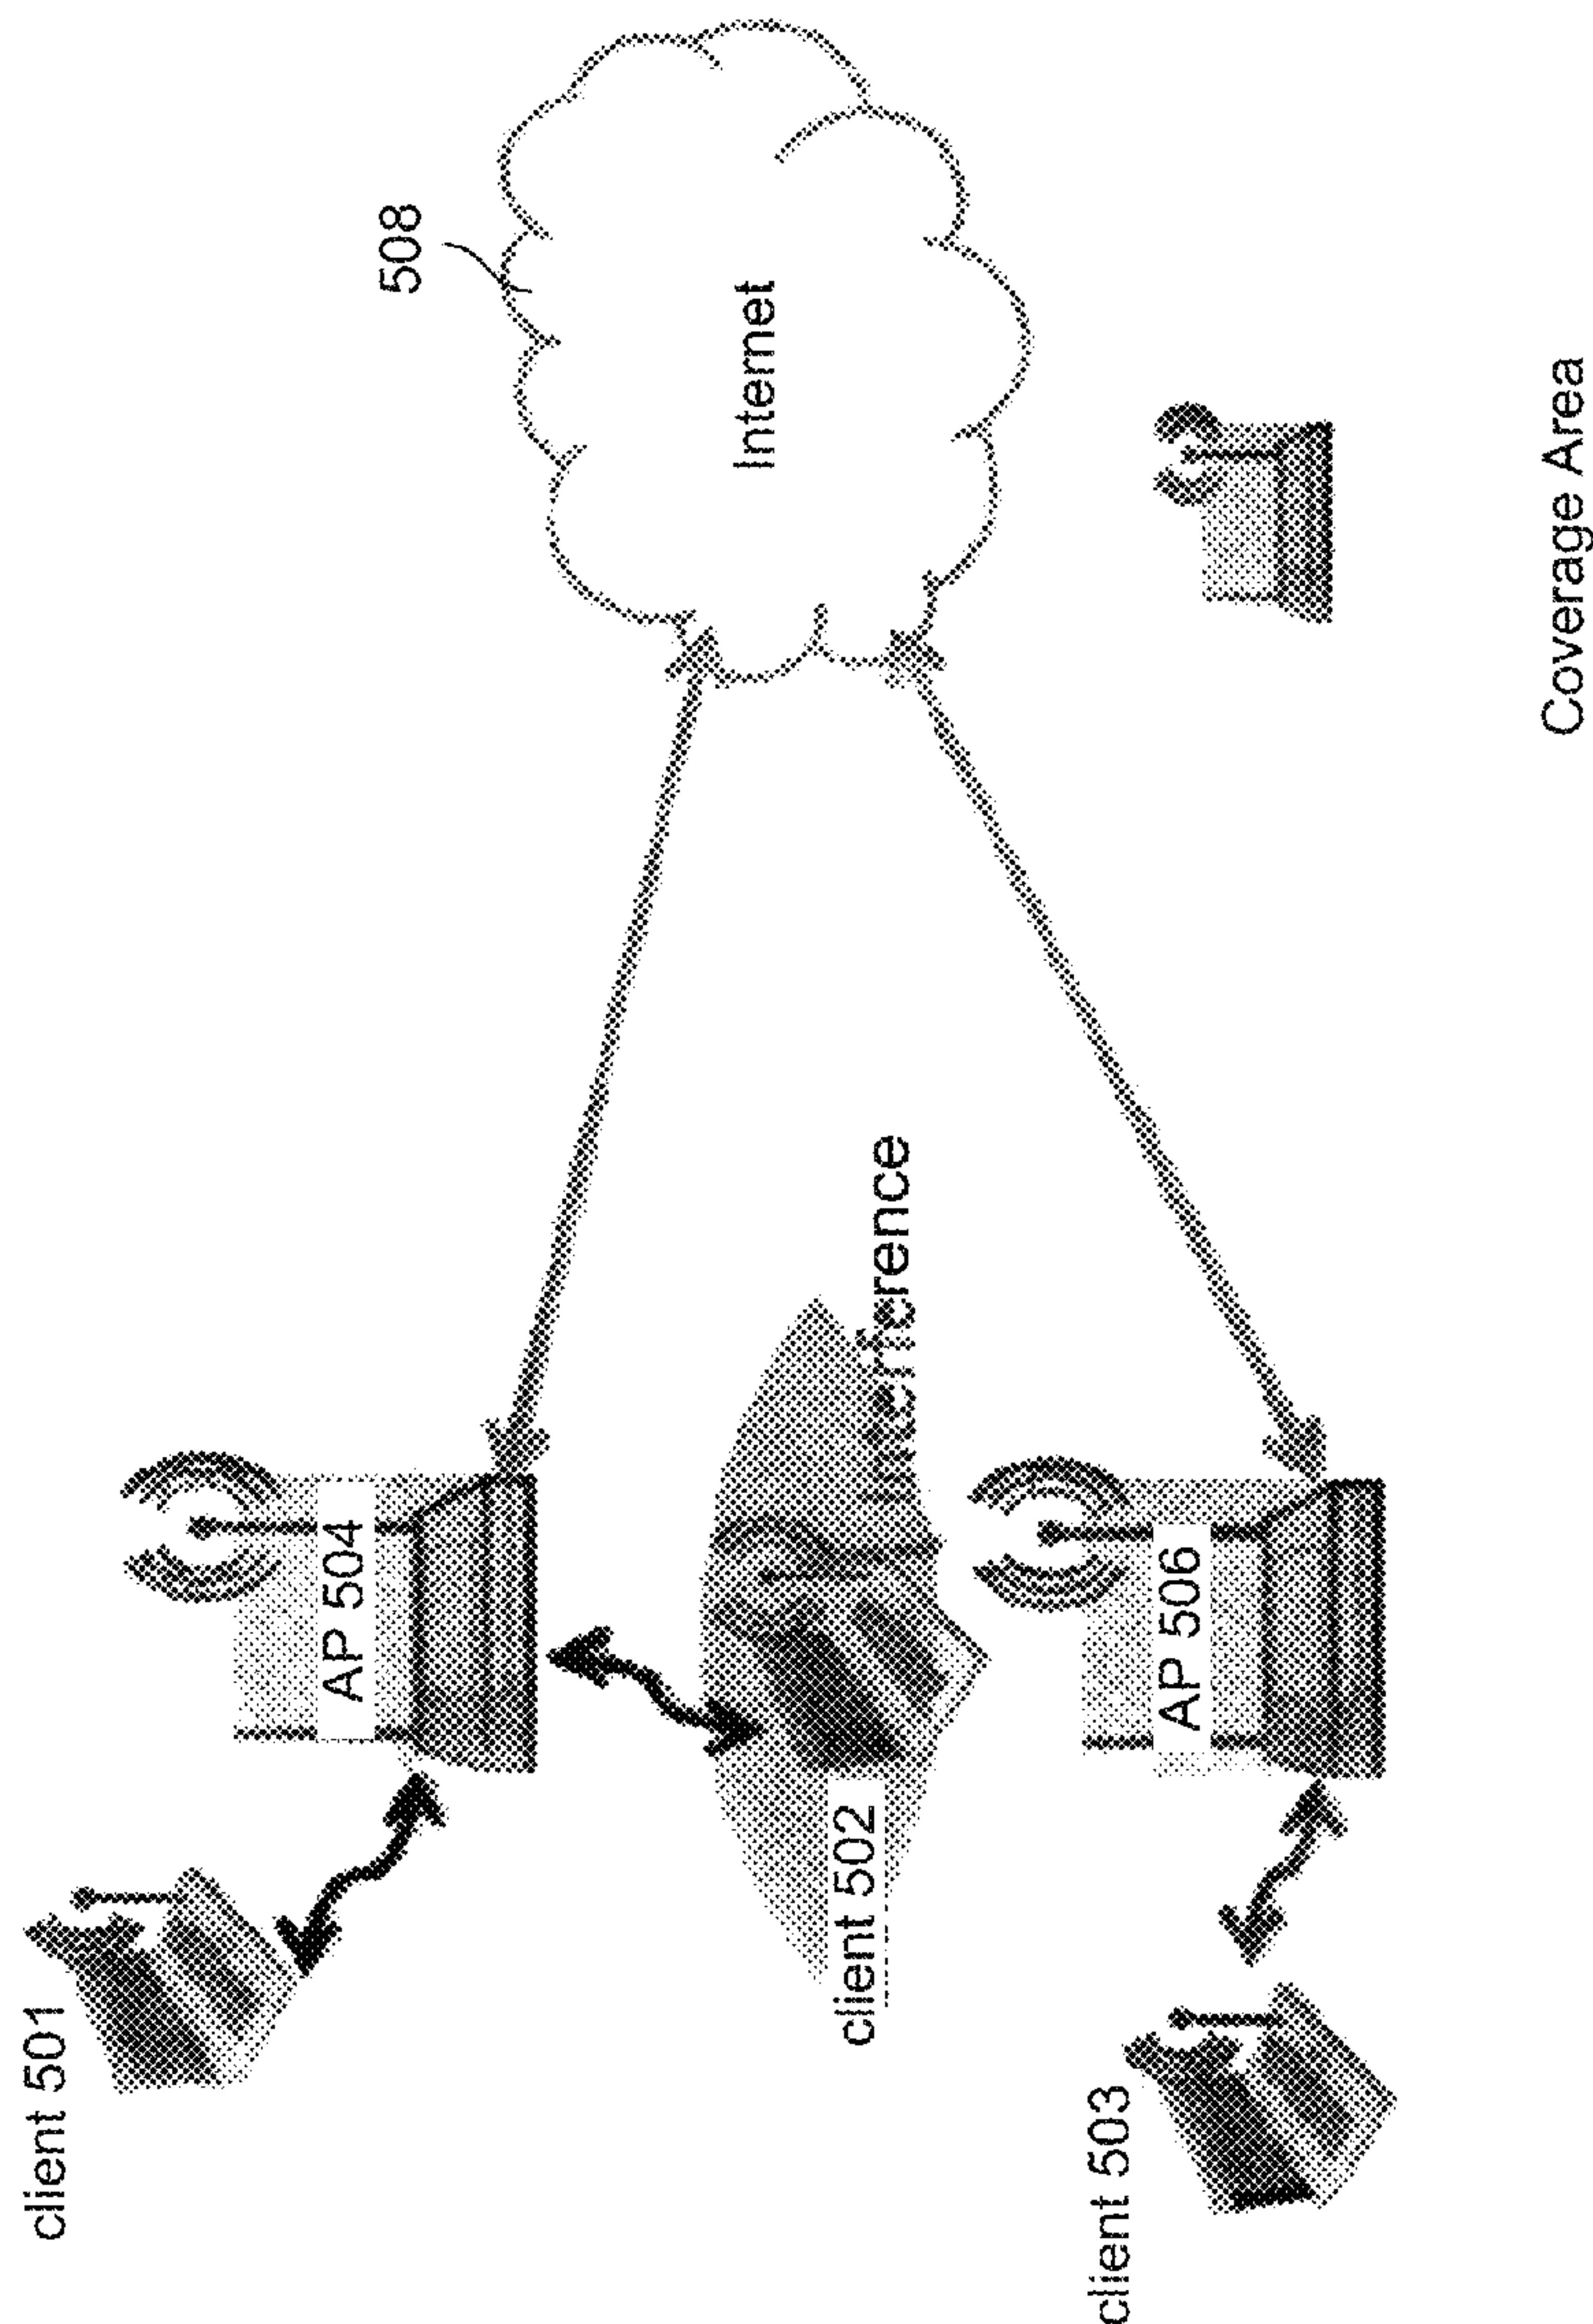 client 501
AP 504
508
Internet
Interference
client 502
AP 506
client 503
Coverage Area